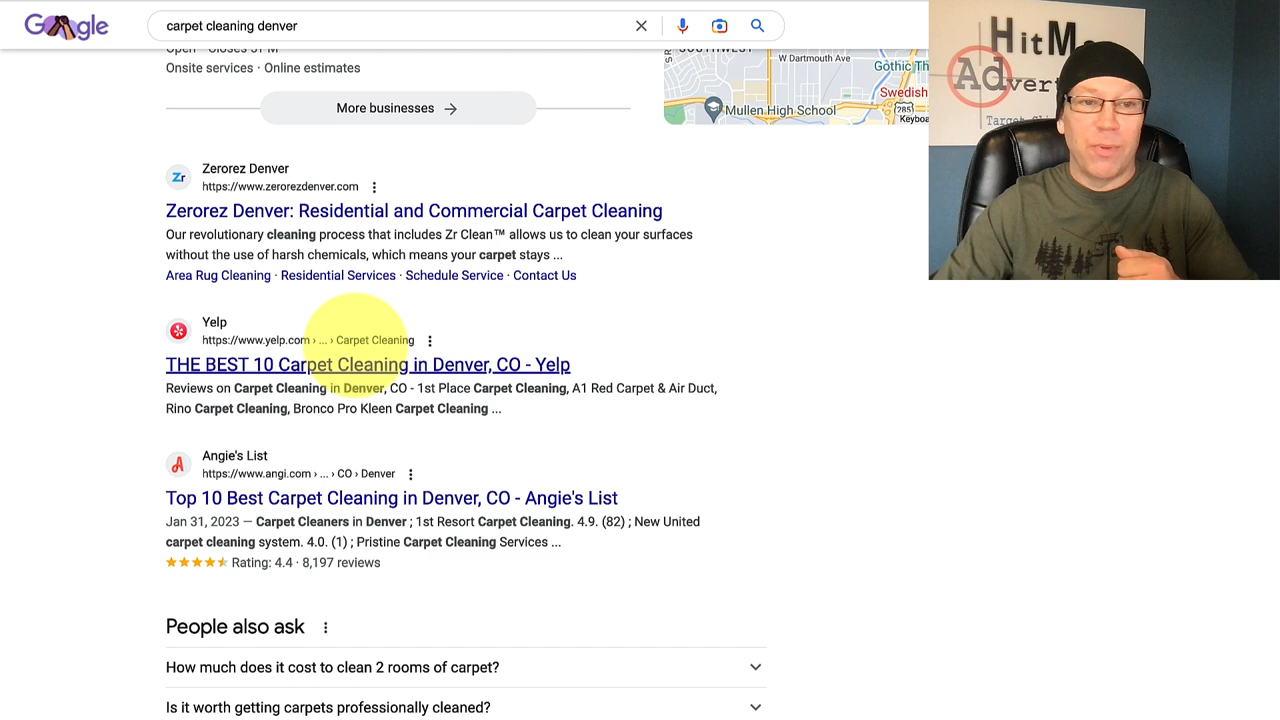 Google
carpet cleaning denver
Onsite services · Online estimates
More businesses
W Dartmouth Ave
Gothic Th
Swedish
285
Mullen High School
Keyboa
HitM
Adver
Zerorez Denver
Zr
https://www.zerorezdenver.com
Zerorez Denver: Residential and Commercial Carpet Cleaning
Our revolutionary cleaning process that includes Zr Clean™ allows us to clean your surfaces
without the use of harsh chemicals, which means your carpet stays ...
Area Rug Cleaning · Residential Services · Schedule Service · Contact Us
Yelp
https://www.yelp.com › ... › Carpet Cleaning
THE BEST 10 Carpet Cleaning in Denver, CO - Yelp
Reviews on Carpet Cleaning in Denver, CO - 1st Place Carpet Cleaning, A1 Red Carpet & Air Duct,
Rino Carpet Cleaning, Bronco Pro Kleen Carpet Cleaning ...
Angie's List
https://www.angi.com › ... › CO › Denver
Top 10 Best Carpet Cleaning in Denver, CO - Angie's List
Jan 31, 2023 — Carpet Cleaners in Denver ; 1st Resort Carpet Cleaning. 4.9. (82) ; New United
carpet cleaning system. 4.0. (1) ; Pristine Carpet Cleaning Services ...
Rating: 4.4 · 8,197 reviews
People also ask
How much does it cost to clean 2 rooms of carpet?
Is it worth getting carpets professionally cleaned?